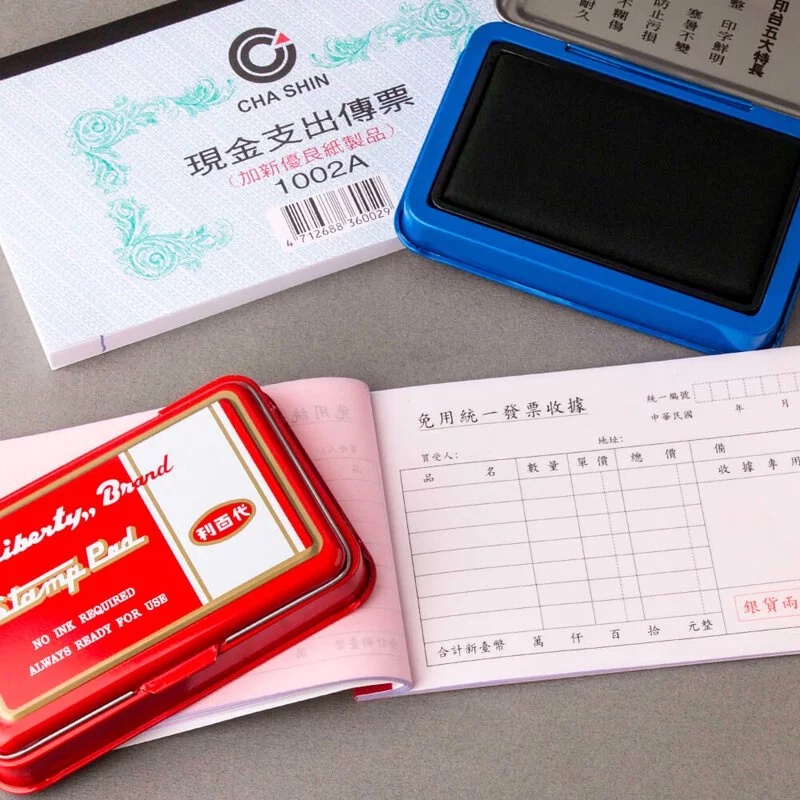 CHA SHIN
現金支出傳票
(加新優良紙製品)
1002A
4 712688 360029
印台五大特長
印字鮮明
寒暑不變
防止污損
不糊傷
耐久
免用統一發票收據
統一編號
中華民國 年 月
買受人:
地址:
品 名 數量 單價 總 價 備
收據專用
銀貨兩
合計新臺幣 萬 仟 百 拾 元整
Liberty,, Brand
利百代
Stamp Pad
NO INK REQUIRED
ALWAYS READY FOR USE